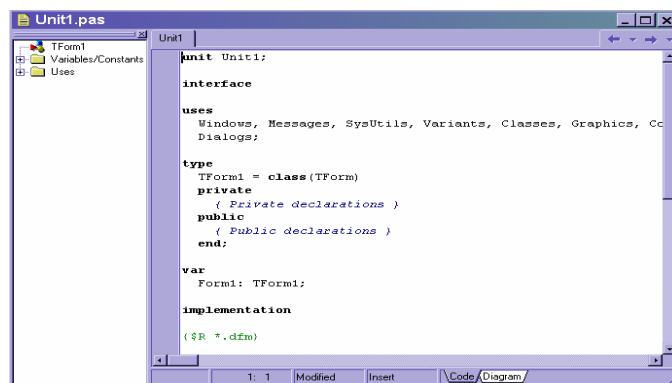 Unit1.pas
TForm1
Variables/Constants
Uses
Unit1
unit Unit1;
interface
uses
Windows, Messages, SysUtils, Variants, Classes, Graphics, Co
Dialogs;
type
TForm1 = class(TForm)
private
{ Private declarations }
public
{ Public declarations }
end;
var
Form1: TForm1;
implementation
{$R *.dfm}
1: 1 Modified Insert Code Diagram